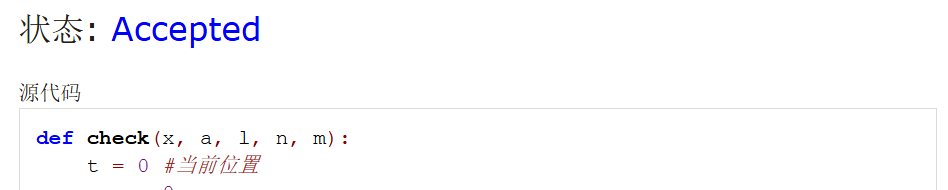 状态: Accepted
源代码
def check(x, a, l, n, m):
    t = 0 #当前位置